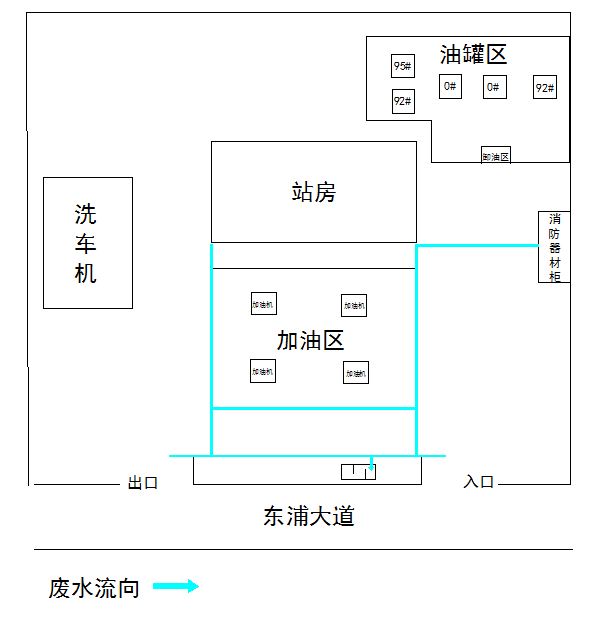 油罐区
95#
92#
0#
0#
92#
卸油区
站房
洗车机
消防器材柜
加油机
加油机
加油区
加油机
加油机
出口
入口
东浦大道
废水流向